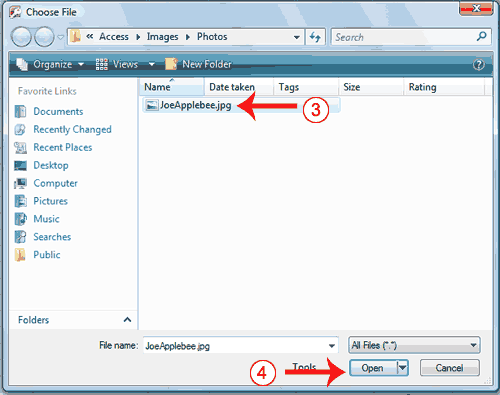 Choose File
« Access ▸ Images ▸ Photos
Search
Organize
Views
New Folder
Name Date taken Tags Size Rating
Favorite Links
JoeApplebee.jpg
3
Documents
Recently Changed
Recent Places
Desktop
Computer
Pictures
Music
Searches
Public
Folders
File name: JoeApplebee.jpg
All Files (*.*)
4
Tools
Open
Cancel